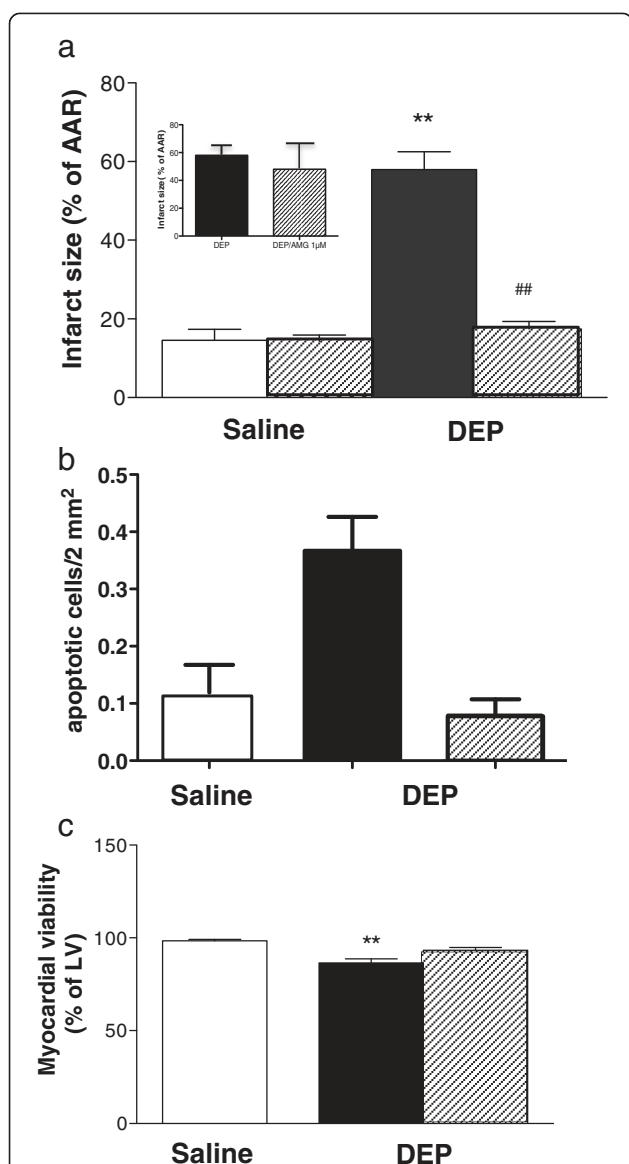 a
Infarct size (% of AAR)
80
60
40
20
0
**
##
Infarct size( % of AAR)
80
60
40
20
0
DEP
DEP/AMG 1µM
Saline
DEP
b
apoptotic cells/2 mm²
0.5
0.4
0.3
0.2
0.1
0.0
Saline
DEP
c
Myocardial viability
(% of LV)
150
100
50
0
**
Saline
DEP